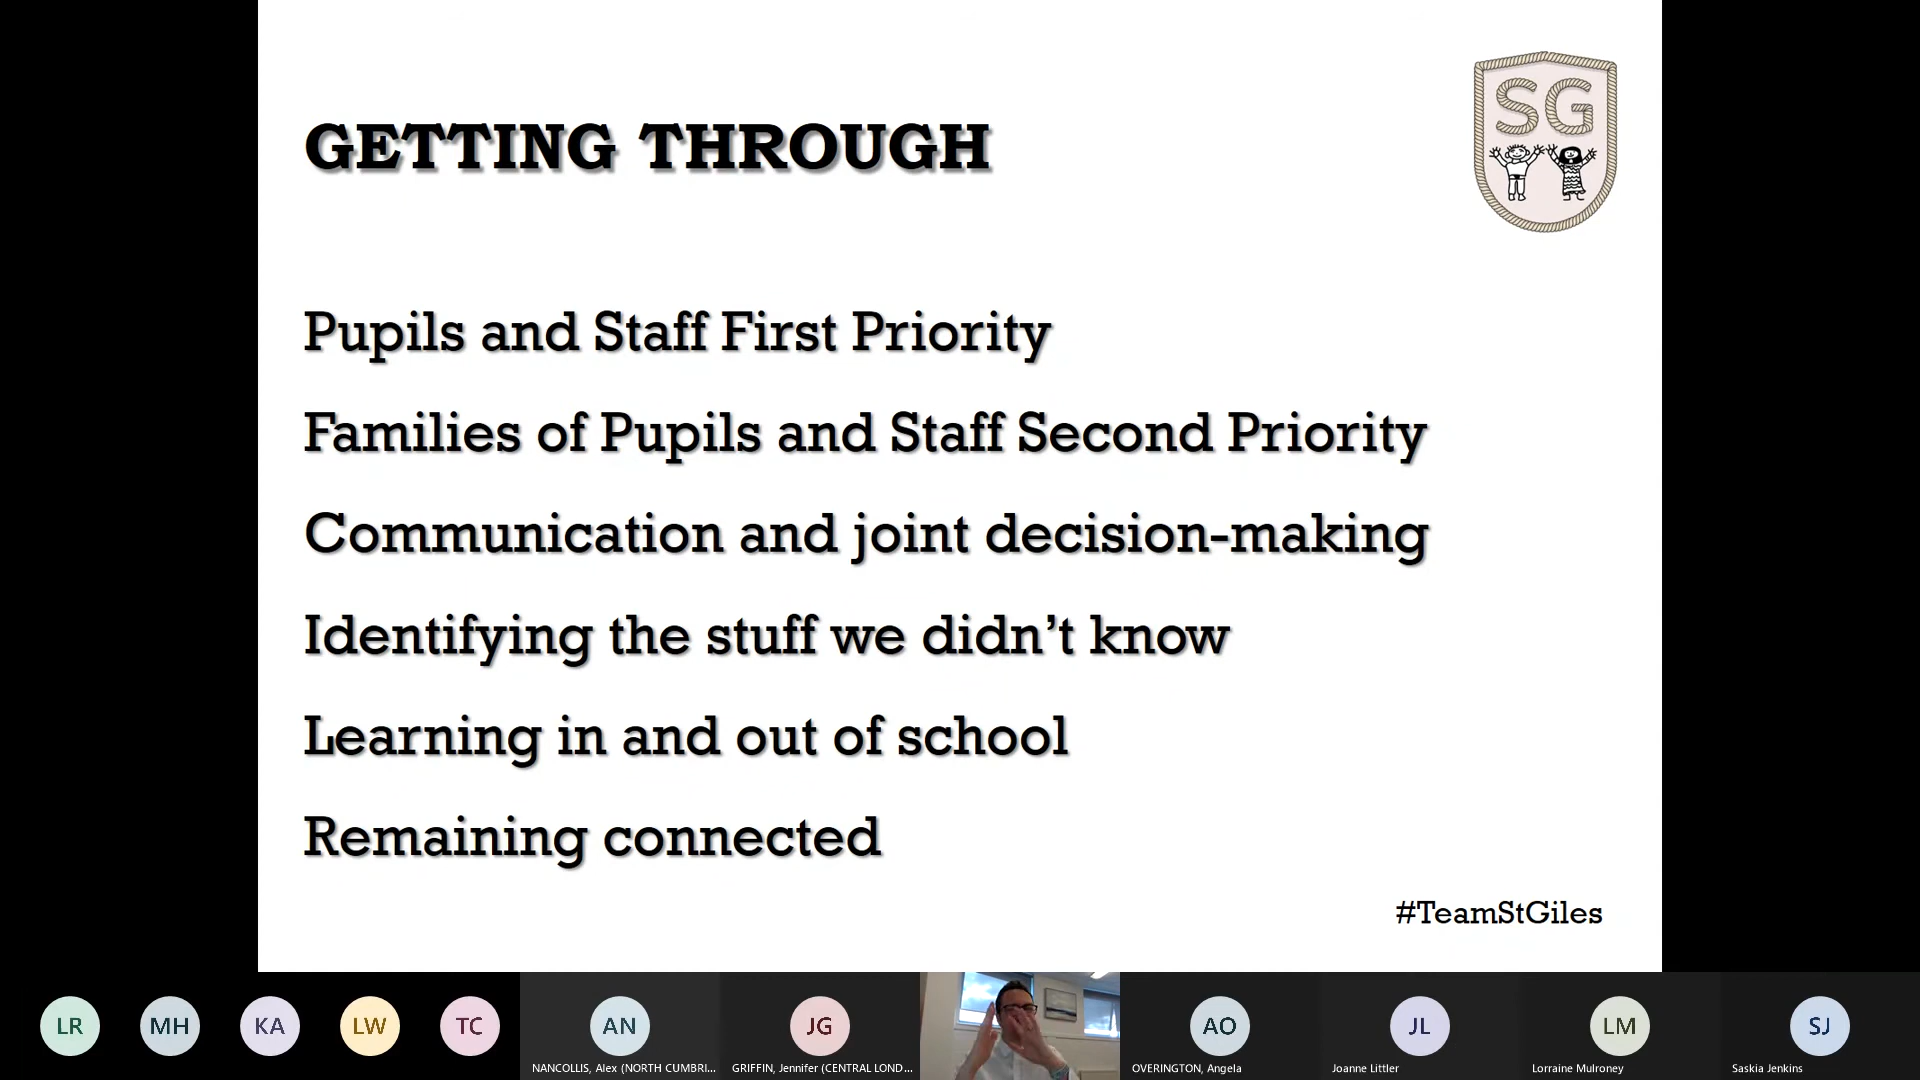 SG
GETTING THROUGH
Pupils and Staff First Priority
Families of Pupils and Staff Second Priority
Communication and joint decision-making
Identifying the stuff we didn’t know
Learning in and out of school
Remaining connected
#TeamStGiles
LR MH KA LW TC AN JG AO JL LM SJ
NANCOLLIS, Alex (NORTH CUMBRI... GRIFFIN, Jennifer (CENTRAL LOND... OVERINGTON, Angela Joanne Littler Lorraine Mulroney Saskia Jenkins